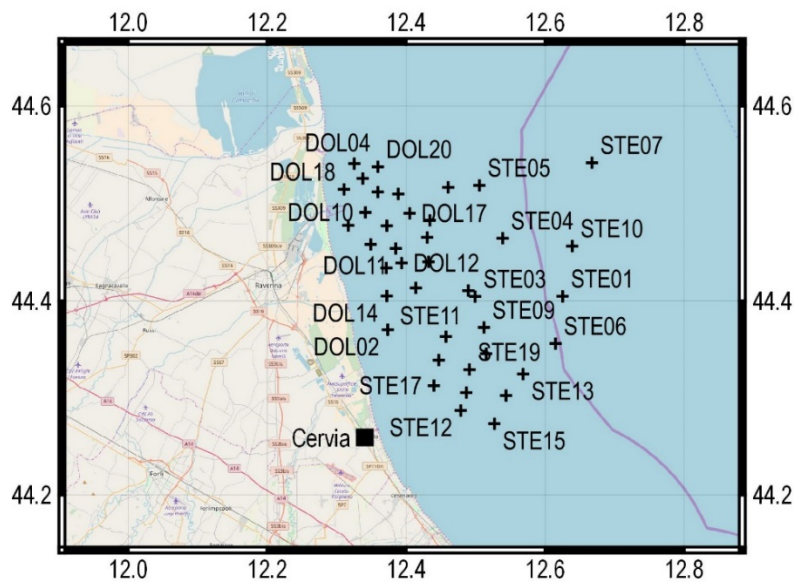 12.0 12.2 12.4 12.6 12.8
44.6 44.6
DOL04 DOL20 STE07
DOL18 STE05
DOL10 DOL17 STE04 STE10
DOL11 DOL12 STE03 STE01
Ravenna
44.4 44.4
DOL14 STE11 STE09 STE06
DOL02 STE19
STE17 STE13
STE12 STE15
Cervia
Forlì
44.2 44.2
12.0 12.2 12.4 12.6 12.8